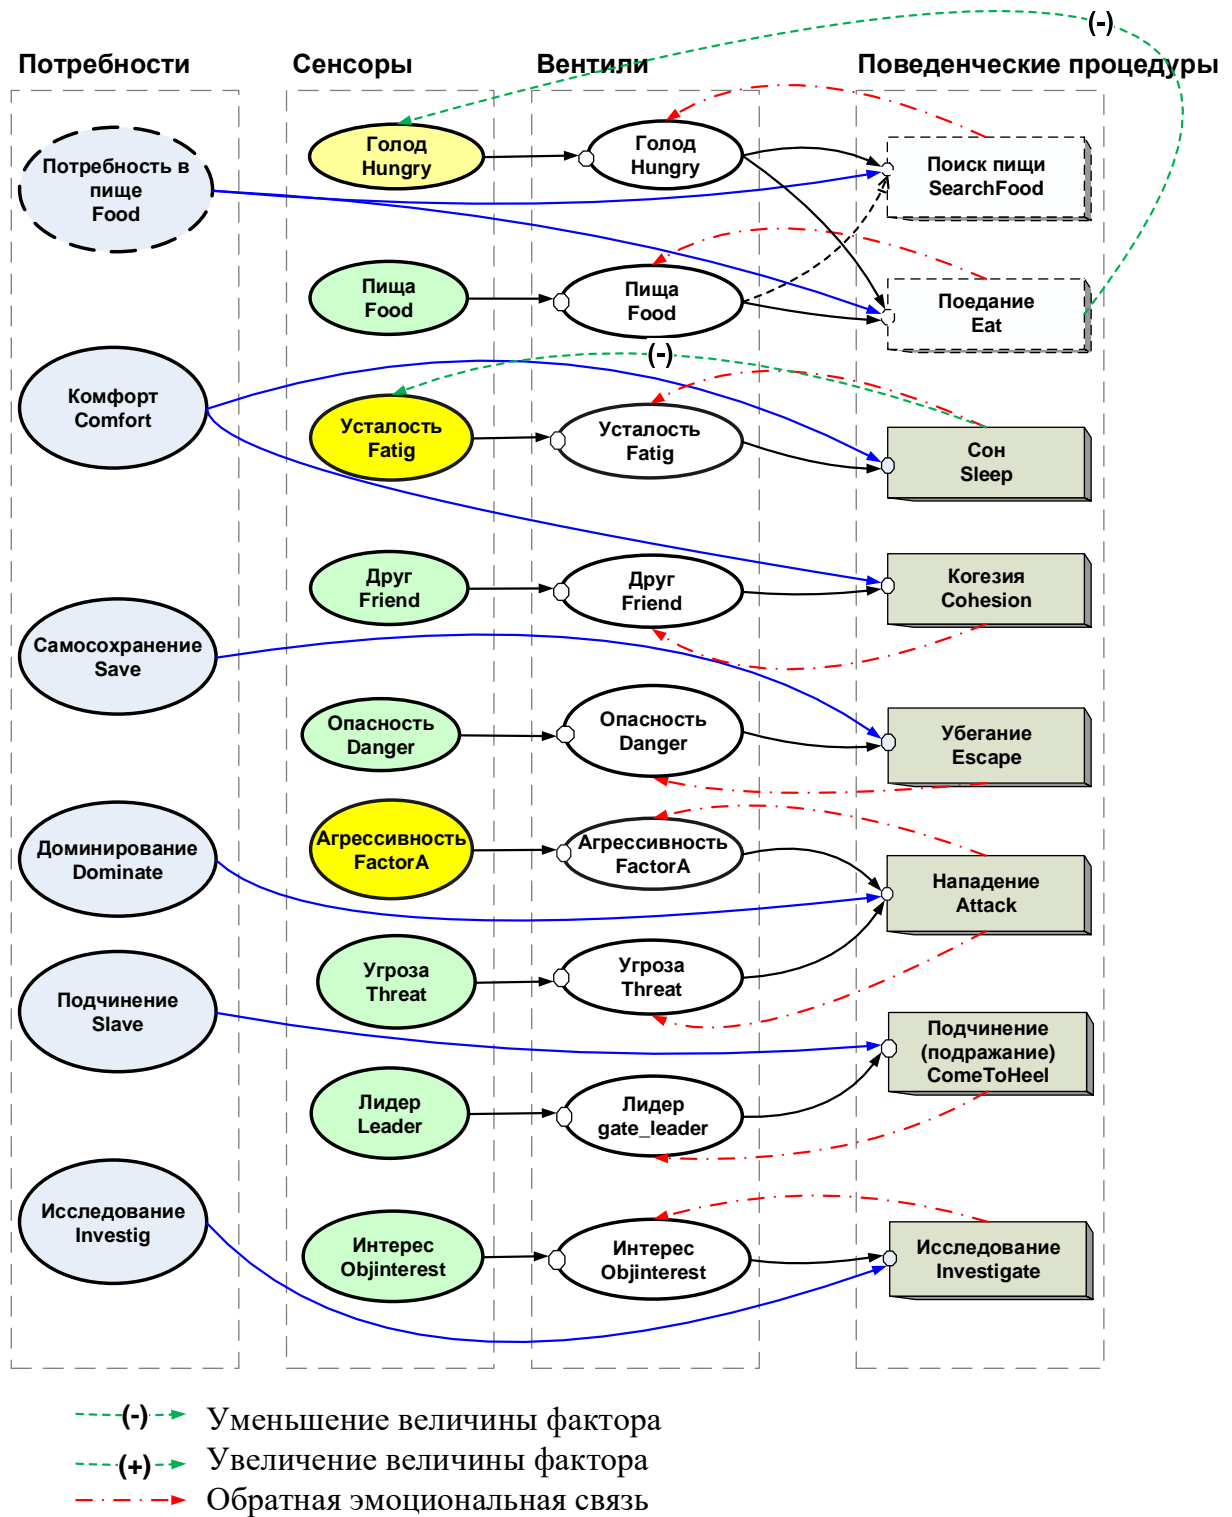 (-)
Потребности
Сенсоры
Вентили
Поведенческие процедуры
Потребность в
пище
Food
Голод
Hungry
Голод
Hungry
Поиск пищи
SearchFood
Пища
Food
Пища
Food
Поедание
Eat
(-)
Комфорт
Comfort
Усталость
Fatig
Усталость
Fatig
Сон
Sleep
Друг
Friend
Друг
Friend
Когезия
Cohesion
Самосохранение
Save
Опасность
Danger
Опасность
Danger
Убегание
Escape
Доминирование
Dominate
Агрессивность
FactorA
Агрессивность
FactorA
Нападение
Attack
Угроза
Threat
Угроза
Threat
Подчинение
Slave
Подчинение
(подражание)
ComeToHeel
Лидер
Leader
Лидер
gate_leader
Исследование
Investig
Интерес
Objinterest
Интерес
Objinterest
Исследование
Investigate
(-) Уменьшение величины фактора
(+) Увеличение величины фактора
Обратная эмоциональная связь